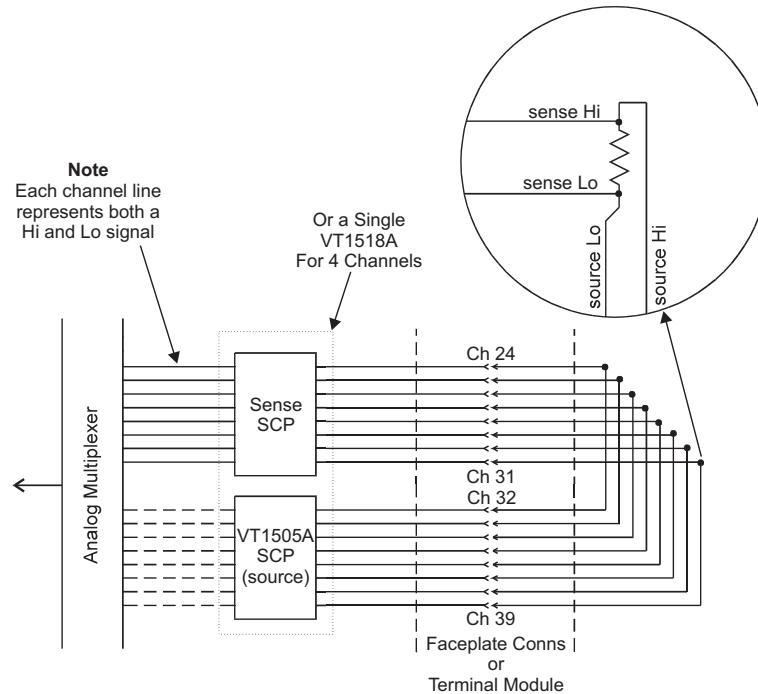 sense Hi
sense Lo
source Lo
source Hi
Note
Each channel line
represents both a
Hi and Lo signal
Or a Single
VT1518A
For 4 Channels
Ch 24
Sense
SCP
Analog Multiplexer
Ch 31
Ch 32
VT1505A
SCP
(source)
Ch 39
Faceplate Conns
or
Terminal Module